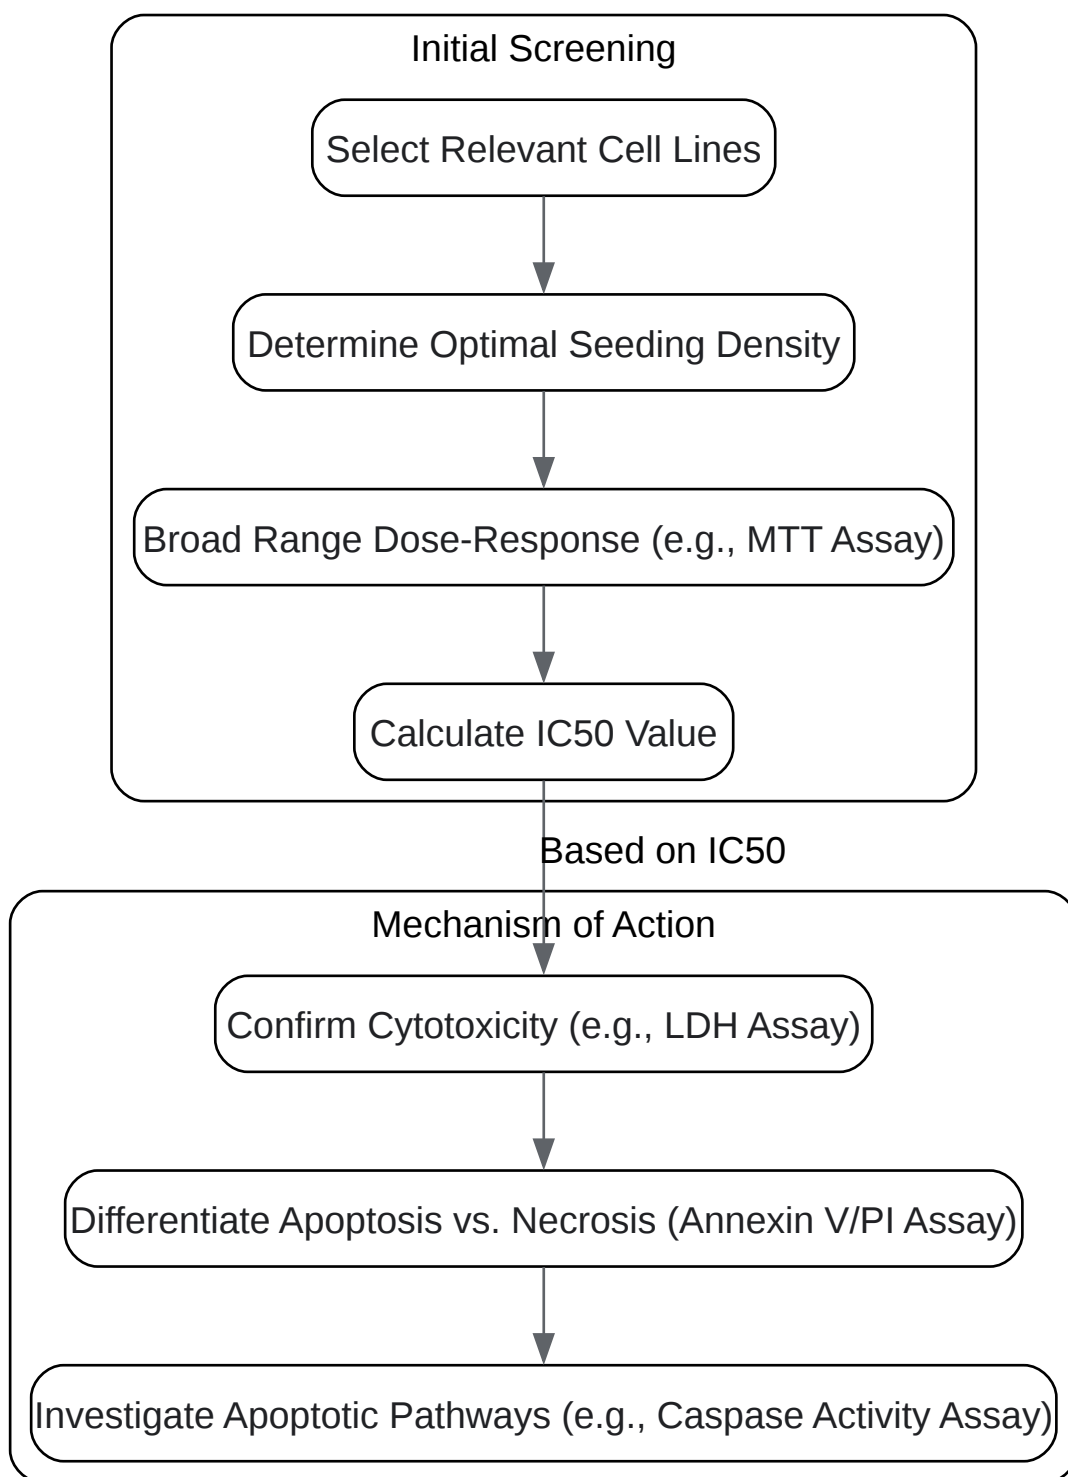 Initial Screening
Select Relevant Cell Lines
Determine Optimal Seeding Density
Broad Range Dose-Response (e.g., MTT Assay)
Calculate IC50 Value
Based on IC50
Mechanism of Action
Confirm Cytotoxicity (e.g., LDH Assay)
Differentiate Apoptosis vs. Necrosis (Annexin V/PI Assay)
Investigate Apoptotic Pathways (e.g., Caspase Activity Assay)